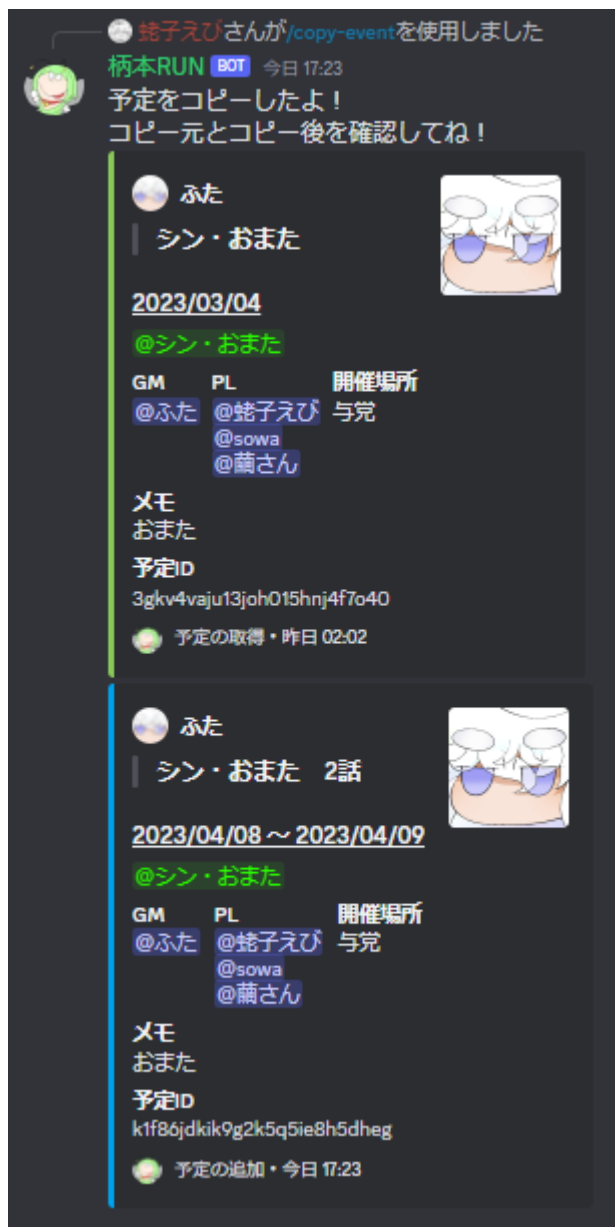 蛯子えびさんが/copy-eventを使用しました
柄本RUN BOT 今日 17:23
予定をコピーしたよ！
コピー元とコピー後を確認してね！
ふた
シン・おまた
2023/03/04
@シン・おまた
GM PL 開催場所
@ふた @蛯子えび 与党
@sowa
@繭さん
メモ
おまた
予定ID
3gkv4vaju13joh015hnj4f7o40
予定の取得・昨日 02:02
ふた
シン・おまた　2話
2023/04/08 ～ 2023/04/09
@シン・おまた
GM PL 開催場所
@ふた @蛯子えび 与党
@sowa
@繭さん
メモ
おまた
予定ID
k1f86jdkik9g2k5q5ie8h5dheg
予定の追加・今日 17:23